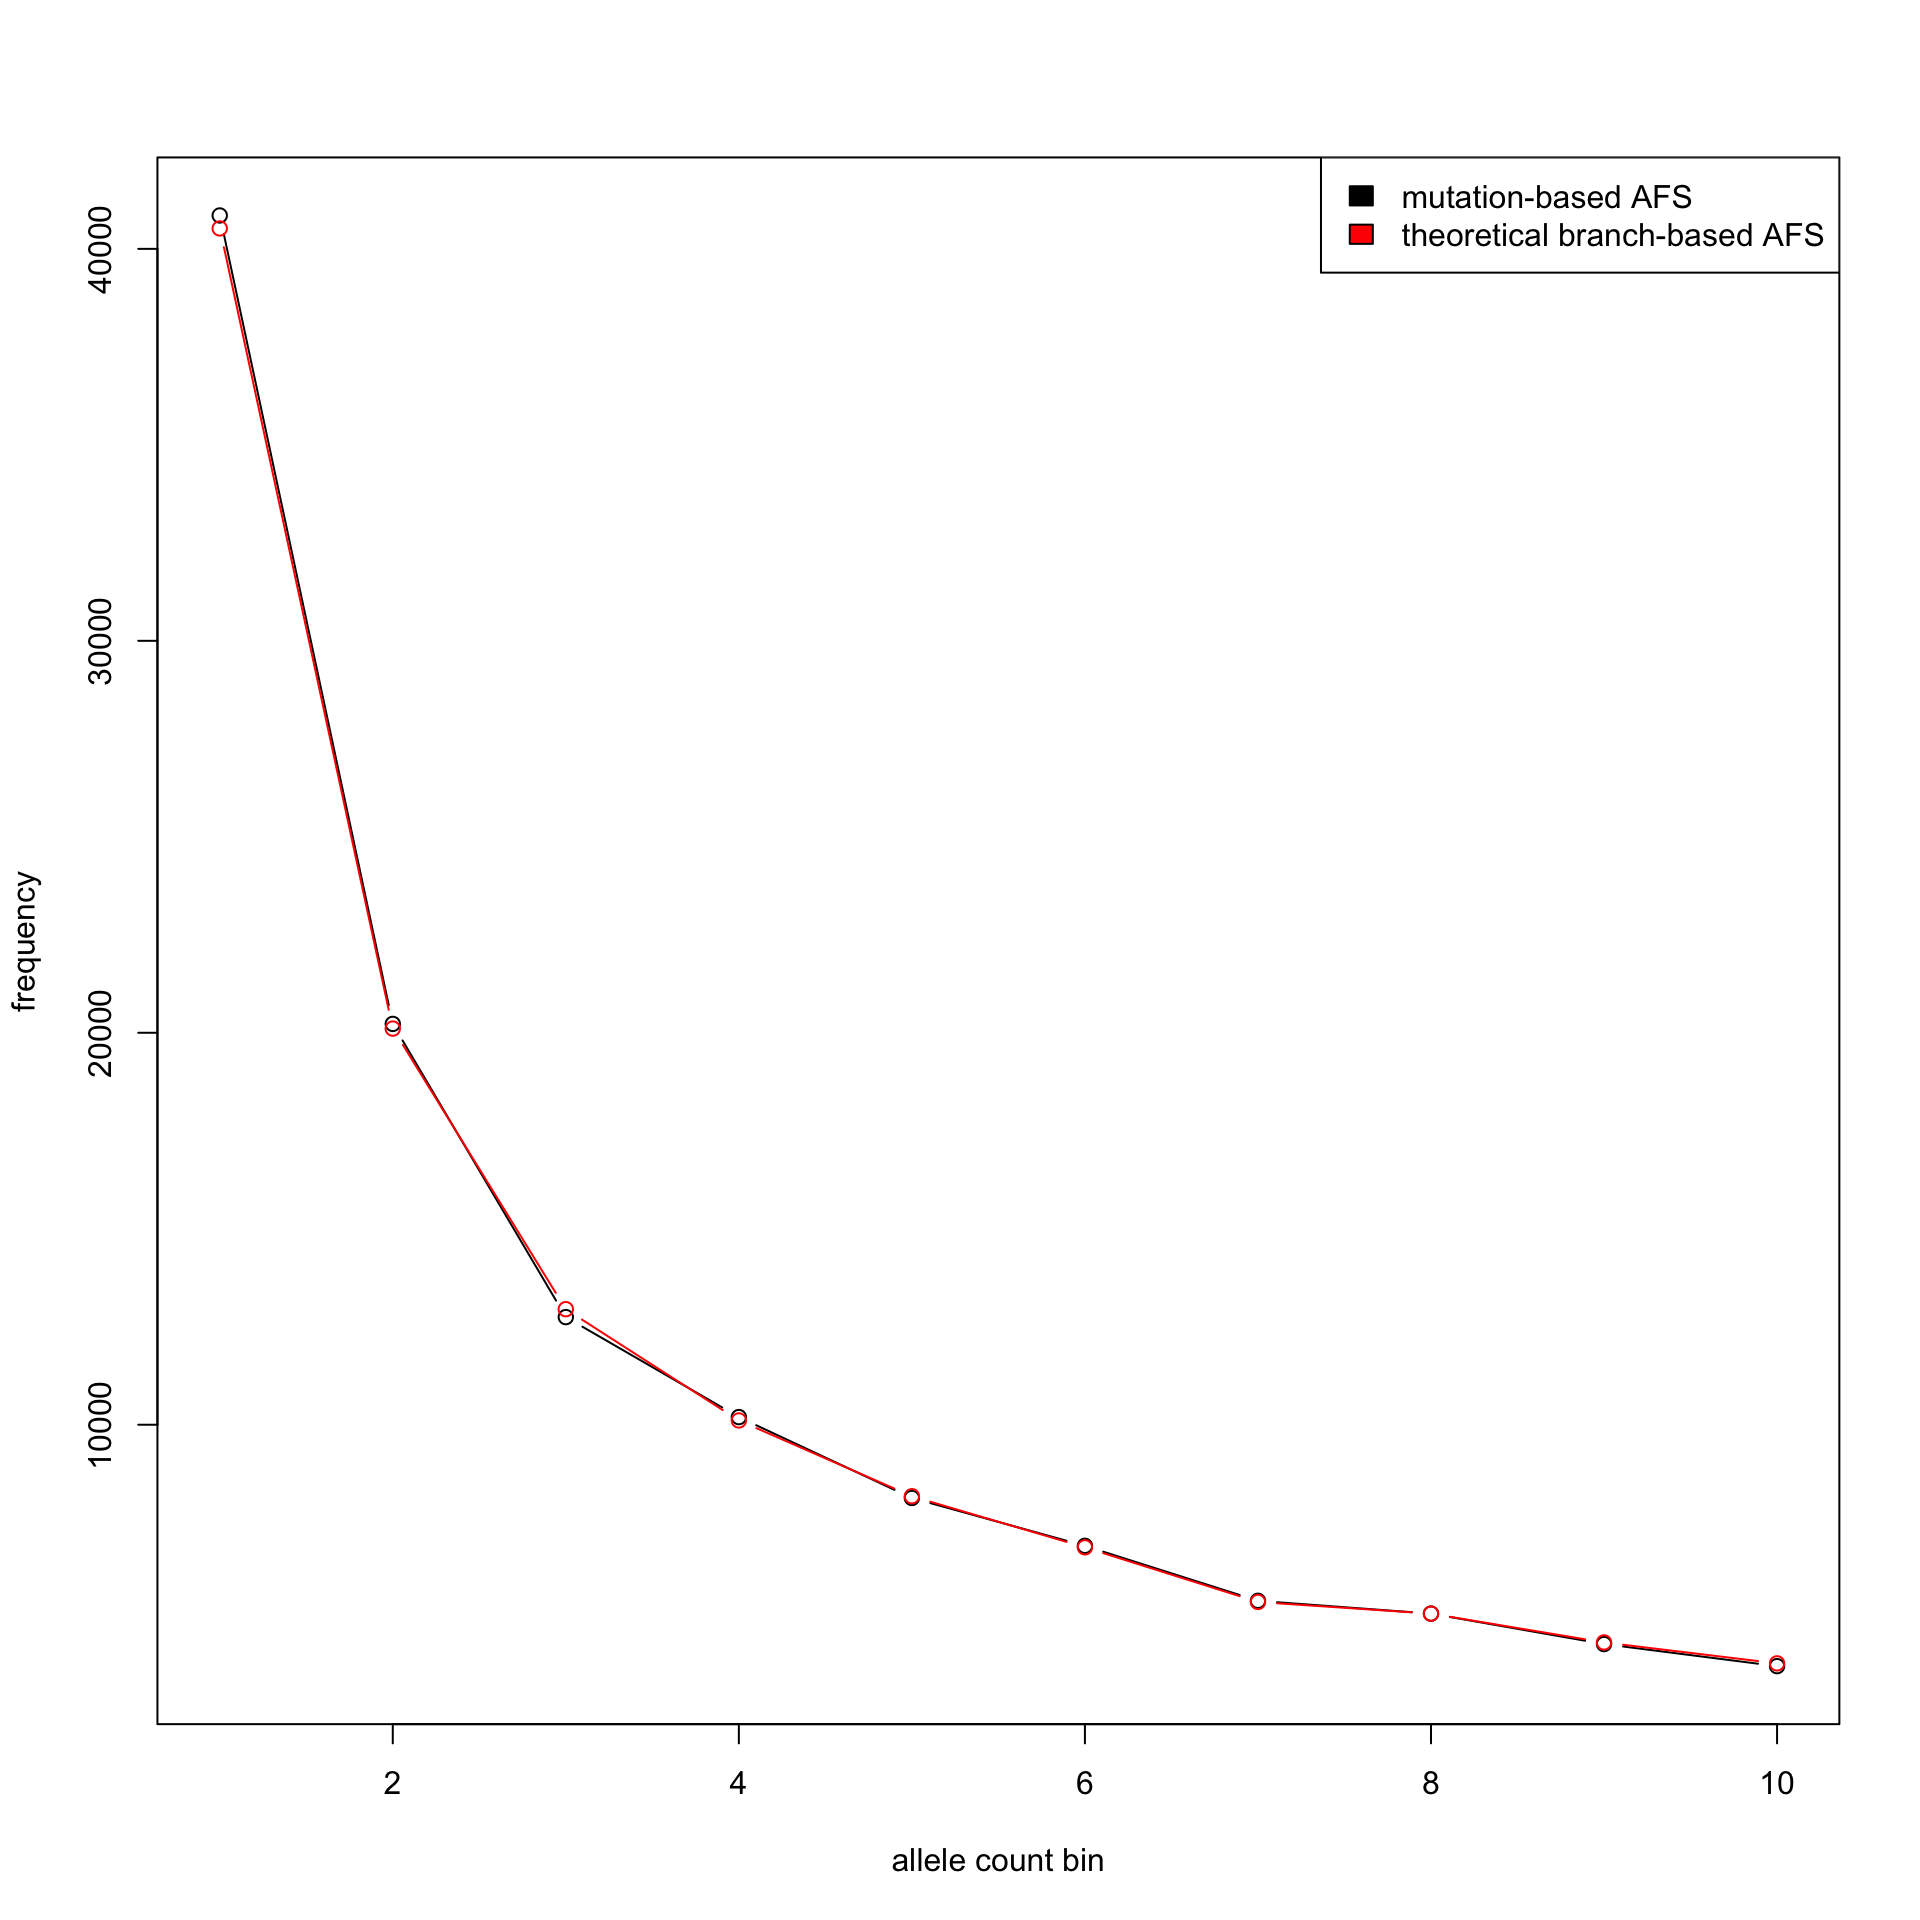 mutation-based AFS
theoretical branch-based AFS
40000
30000
20000
10000
frequency
2 4 6 8 10
allele count bin